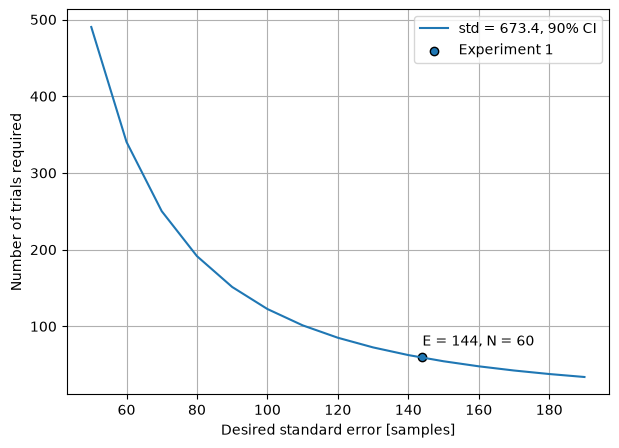 500
400
300
200
100
60
80
100
120
140
160
180
Number of trials required
Desired standard error [samples]
std = 673.4, 90% CI
Experiment 1
E = 144, N = 60